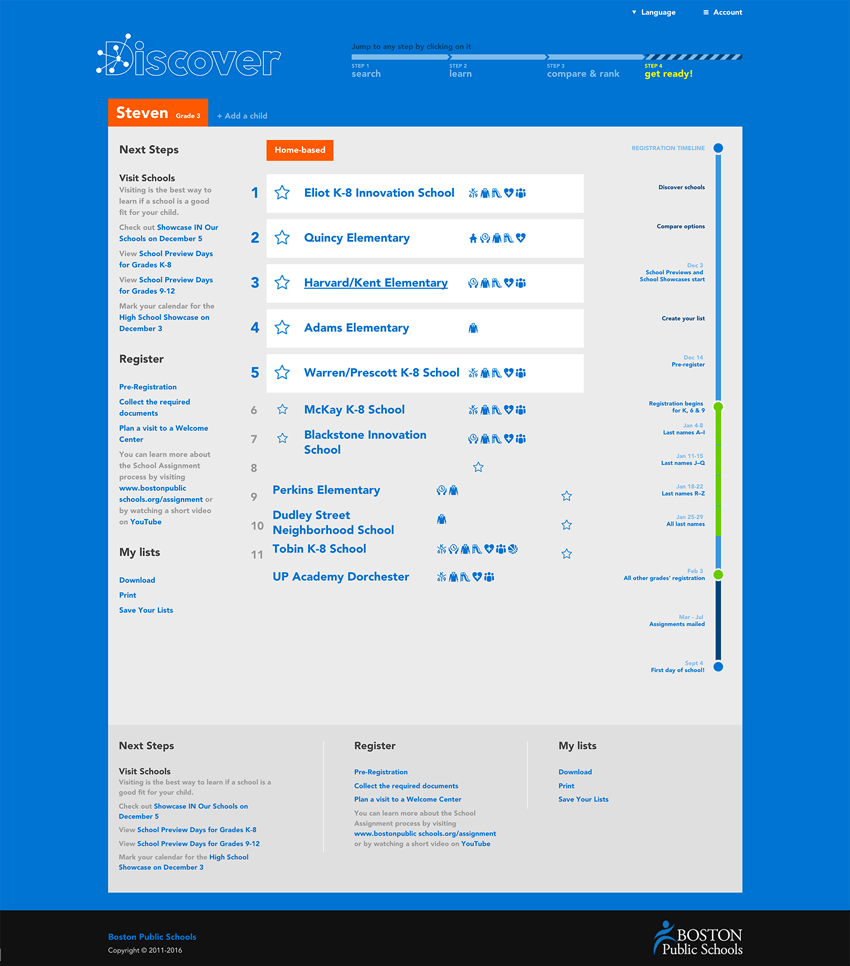 Language
Account
Discover
Jump to any step by clicking on it
STEP 1
search
STEP 2
learn
STEP 3
compare & rank
STEP 4
get ready!
Steven Grade 3
+ Add a child
Next Steps
Visit Schools
Visiting is the best way to
learn if a school is a good
fit for your child.
Check out Showcase IN Our
Schools on December 5
View School Preview Days
for Grades K-8
View School Preview Days
for Grades 9-12
Mark your calendar for the
High School Showcase on
December 3
Register
Pre-Registration
Collect the required
documents
Plan a visit to a Welcome
Center
You can learn more about
the School Assignment
process by visiting
www.bostonpublic
schools.org/assignment or
by watching a short video
on YouTube
My lists
Download
Print
Save Your Lists
Home-based
1 Eliot K-8 Innovation School
2 Quincy Elementary
3 Harvard/Kent Elementary
4 Adams Elementary
5 Warren/Prescott K-8 School
6 McKay K-8 School
7 Blackstone Innovation
School
8
9 Perkins Elementary
10 Dudley Street
Neighborhood School
11 Tobin K-8 School
UP Academy Dorchester
REGISTRATION TIMELINE
Discover schools
Compare options
Dec 3
School Previews and
School Showcases start
Create your list
Dec 14
Pre-register
Registration begins
for K, 6 & 9
Jan 4-8
Last names A-I
Jan 11-15
Last names J-Q
Jan 18-22
Last names R-Z
Jan 25-29
All last names
Feb 3
All other grades' registration
Mar - Jul
Assignments mailed
Sept 4
First day of school!
Next Steps
Visit Schools
Visiting is the best way to learn if a school is a
good fit for your child.
Check out Showcase IN Our Schools on
December 5
View School Preview Days for Grades K-8
View School Preview Days for Grades 9-12
Mark your calendar for the High School
Showcase on December 3
Register
Pre-Registration
Collect the required documents
Plan a visit to a Welcome Center
You can learn more about the School
Assignment process by visiting
www.bostonpublic schools.org/assignment
or by watching a short video on YouTube
My lists
Download
Print
Save Your Lists
Boston Public Schools
Copyright © 2011-2016
BOSTON
Public Schools